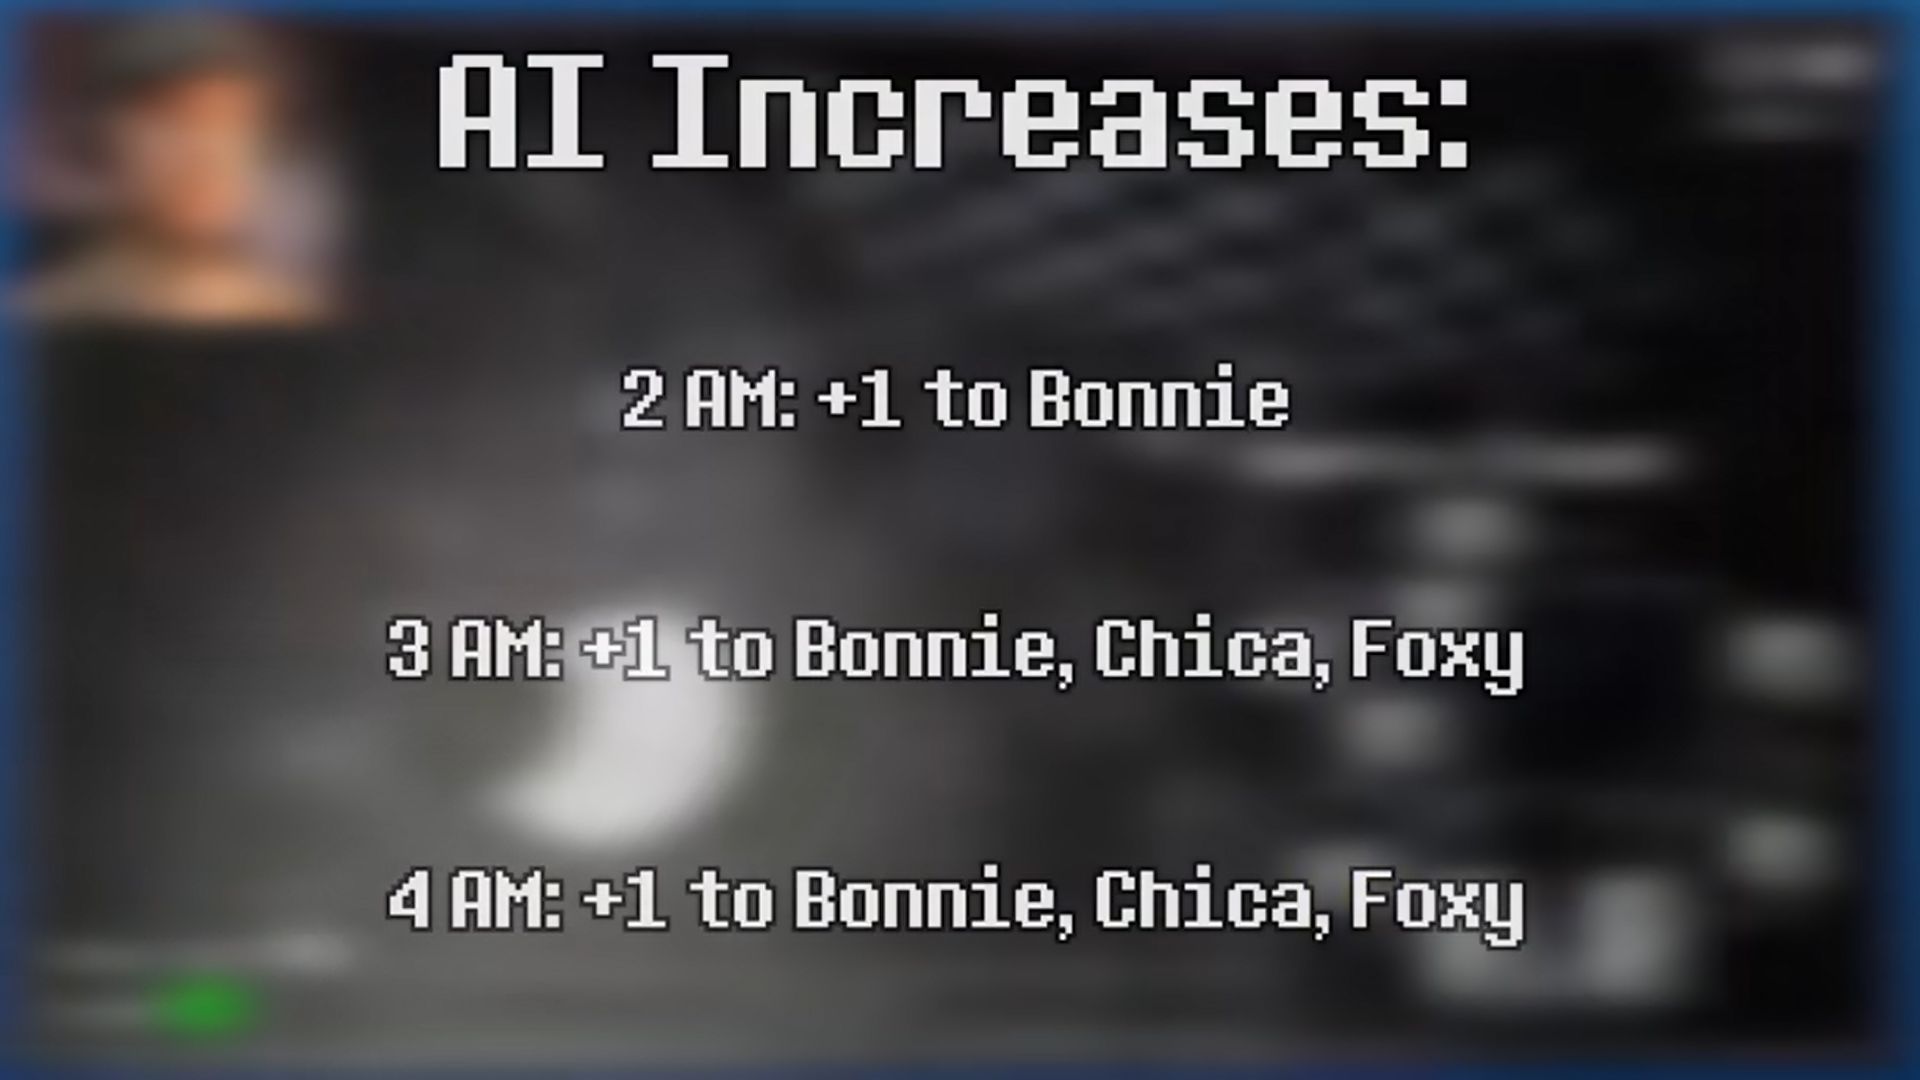 AI Increases:
2 AM: +1 to Bonnie
3 AM: +1 to Bonnie, Chica, Foxy
4 AM: +1 to Bonnie, Chica, Foxy